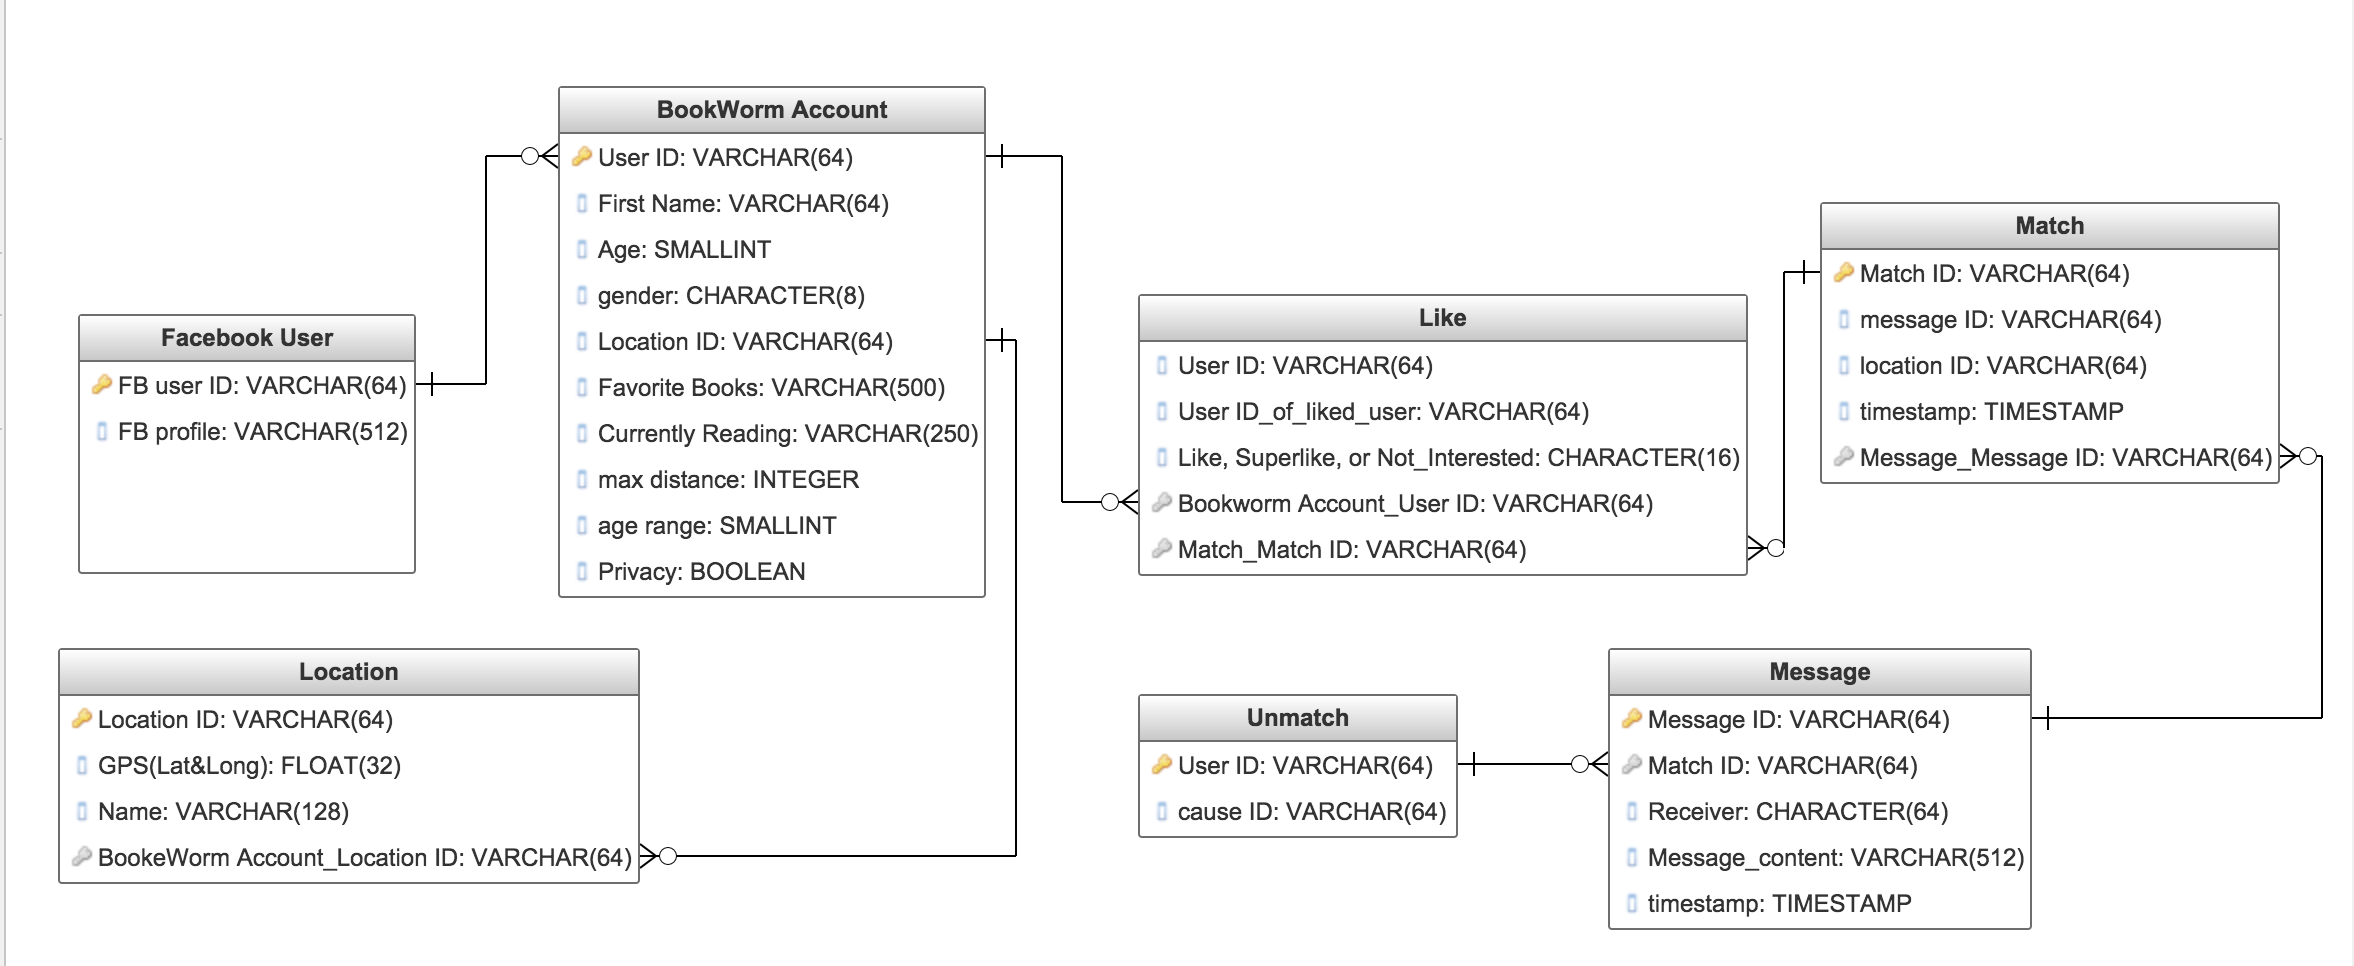 BookWorm Account
User ID: VARCHAR(64)
First Name: VARCHAR(64)
Age: SMALLINT
gender: CHARACTER(8)
Location ID: VARCHAR(64)
Favorite Books: VARCHAR(500)
Currently Reading: VARCHAR(250)
max distance: INTEGER
age range: SMALLINT
Privacy: BOOLEAN
Facebook User
FB user ID: VARCHAR(64)
FB profile: VARCHAR(512)
Like
User ID: VARCHAR(64)
User ID_of_liked_user: VARCHAR(64)
Like, Superlike, or Not_Interested: CHARACTER(16)
Bookworm Account_User ID: VARCHAR(64)
Match_Match ID: VARCHAR(64)
Match
Match ID: VARCHAR(64)
message ID: VARCHAR(64)
location ID: VARCHAR(64)
timestamp: TIMESTAMP
Message_Message ID: VARCHAR(64)
Location
Location ID: VARCHAR(64)
GPS(Lat&Long): FLOAT(32)
Name: VARCHAR(128)
BookeWorm Account_Location ID: VARCHAR(64)
Unmatch
User ID: VARCHAR(64)
cause ID: VARCHAR(64)
Message
Message ID: VARCHAR(64)
Match ID: VARCHAR(64)
Receiver: CHARACTER(64)
Message_content: VARCHAR(512)
timestamp: TIMESTAMP